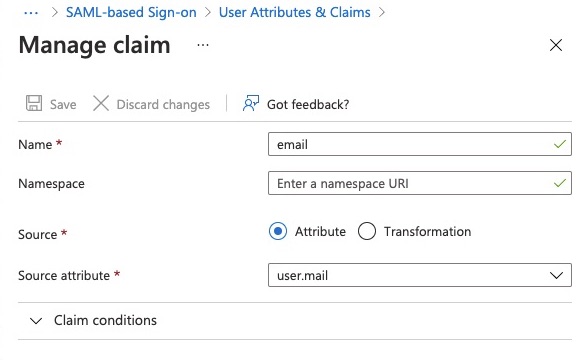 ··· > SAML-based Sign-on > User Attributes & Claims >
Manage claim ···
Save Discard changes Got feedback?
Name * email
Namespace Enter a namespace URI
Source * Attribute Transformation
Source attribute * user.mail
Claim conditions